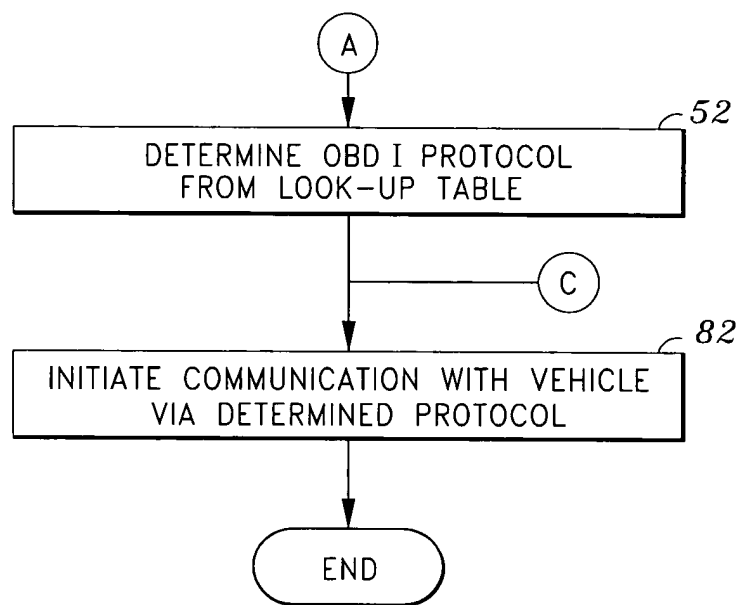 A
52
DETERMINE OBD I PROTOCOL
FROM LOOK-UP TABLE
C
82
INITIATE COMMUNICATION WITH VEHICLE
VIA DETERMINED PROTOCOL
END